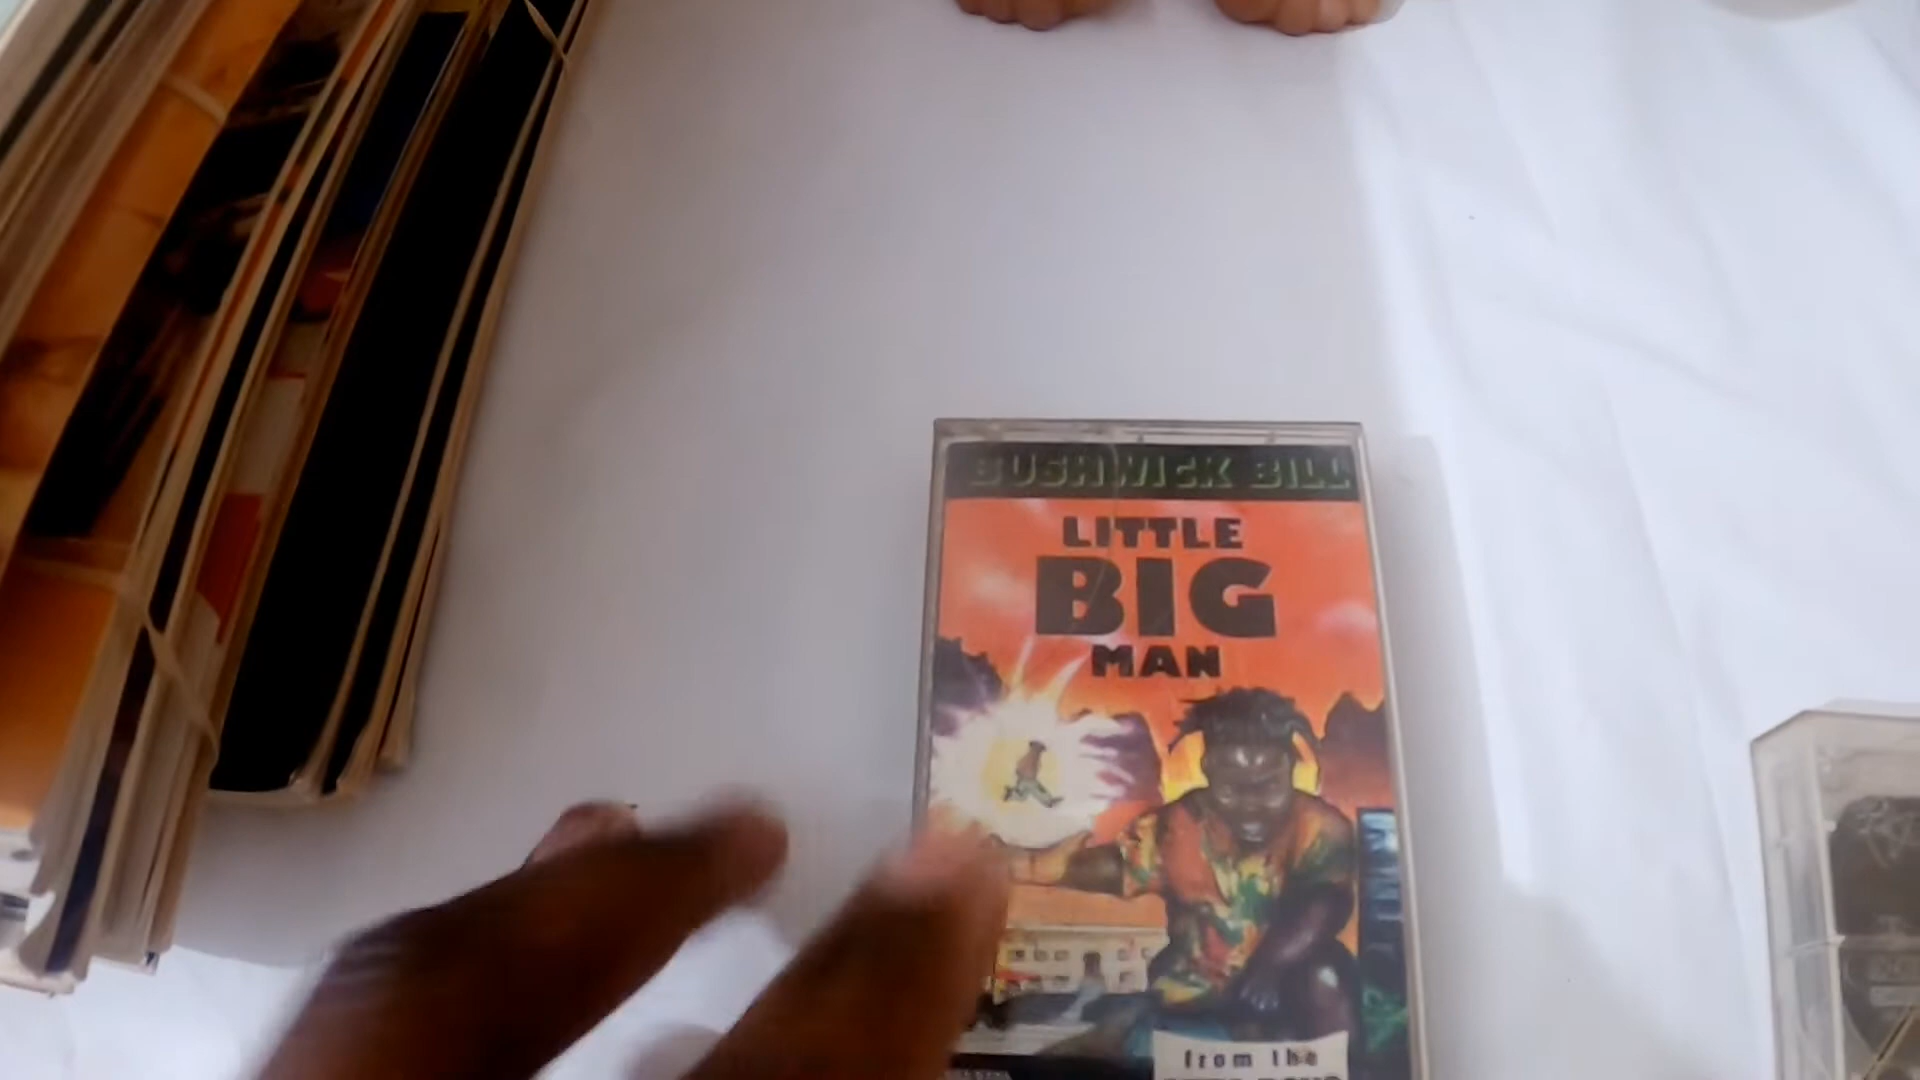 BUSHWICK BILL
LITTLE
BIG
MAN
from the